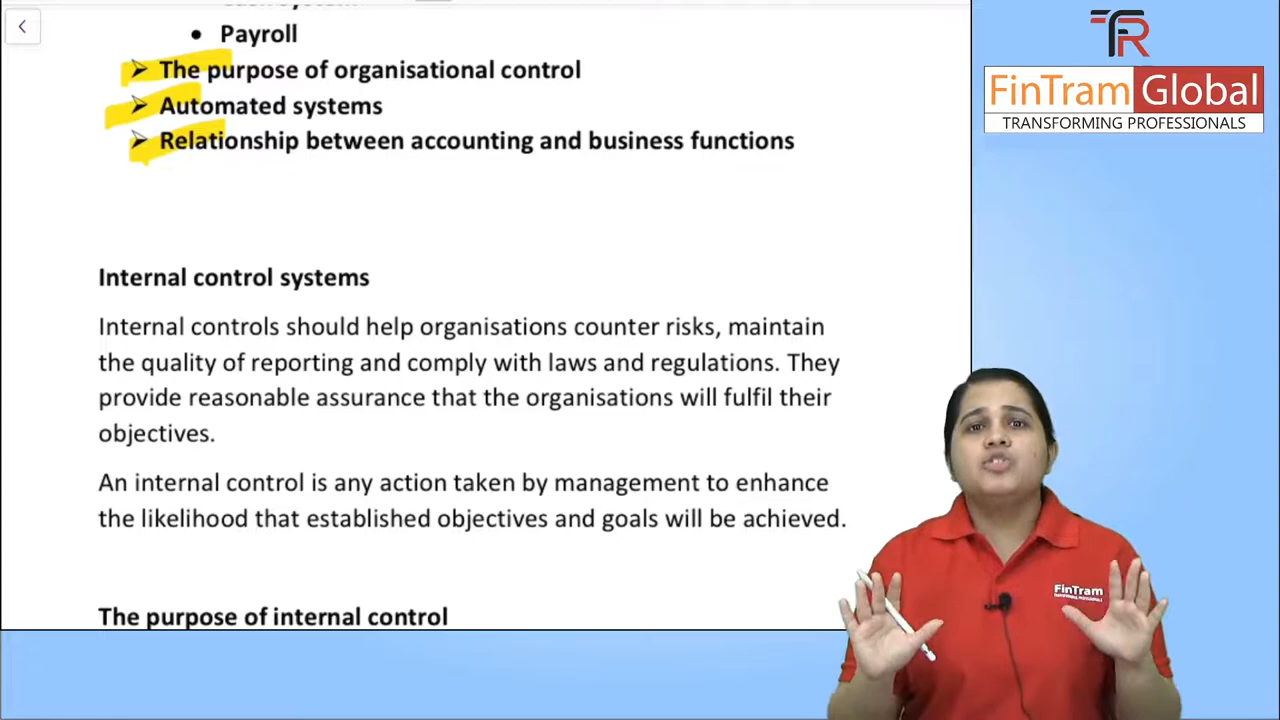 • Payroll
➢ The purpose of organisational control
➢ Automated systems
➢ Relationship between accounting and business functions
Internal control systems
Internal controls should help organisations counter risks, maintain
the quality of reporting and comply with laws and regulations. They
provide reasonable assurance that the organisations will fulfil their
objectives.
An internal control is any action taken by management to enhance
the likelihood that established objectives and goals will be achieved.
The purpose of internal control
FinTram Global
TRANSFORMING PROFESSIONALS
FinTram
TRANSFORMING PROFESSIONALS